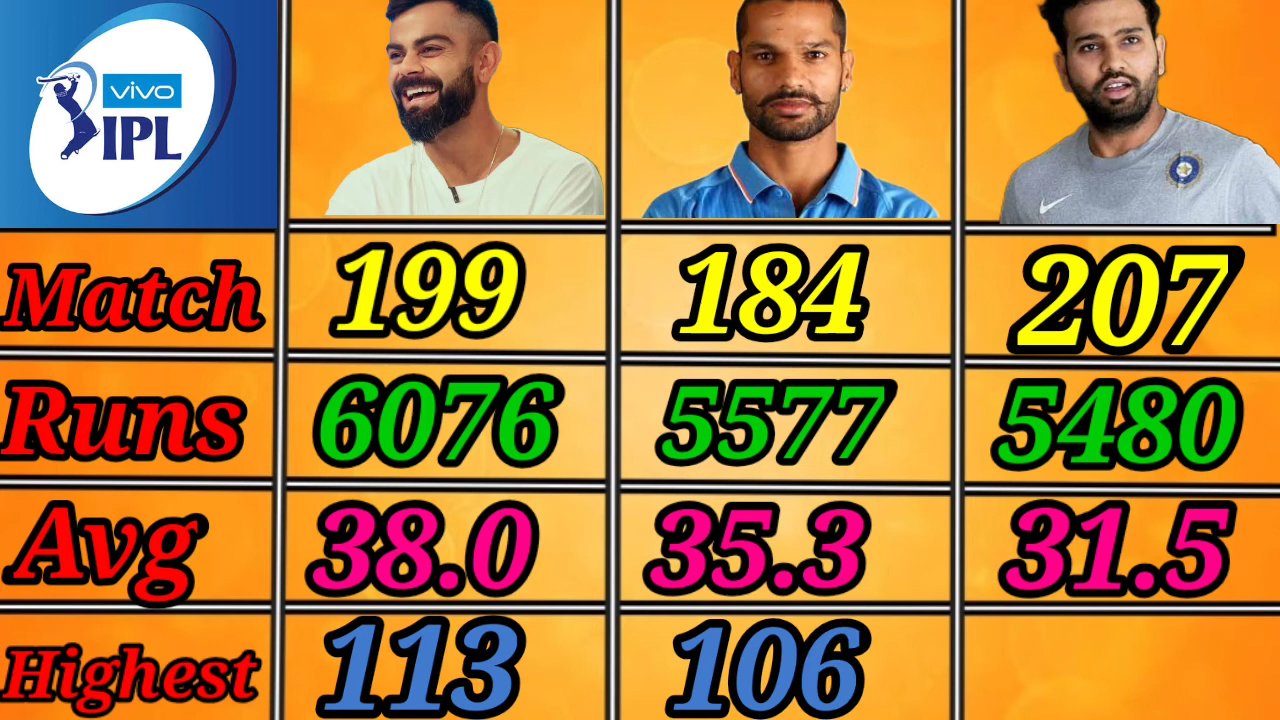 vivo
IPL
Match 199 184 207
Runs 6076 5577 5480
Avg 38.0 35.3 31.5
Highest 113 106